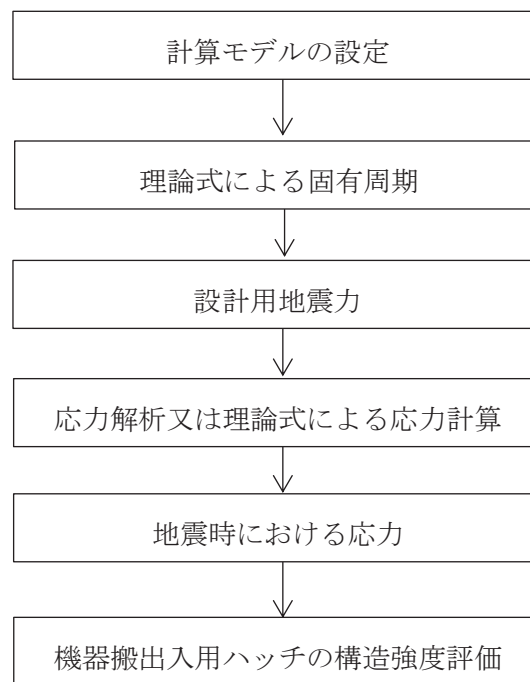 計算モデルの設定
理論式による固有周期
設計用地震力
応力解析又は理論式による応力計算
地震時における応力
機器搬出入用ハッチの構造強度評価